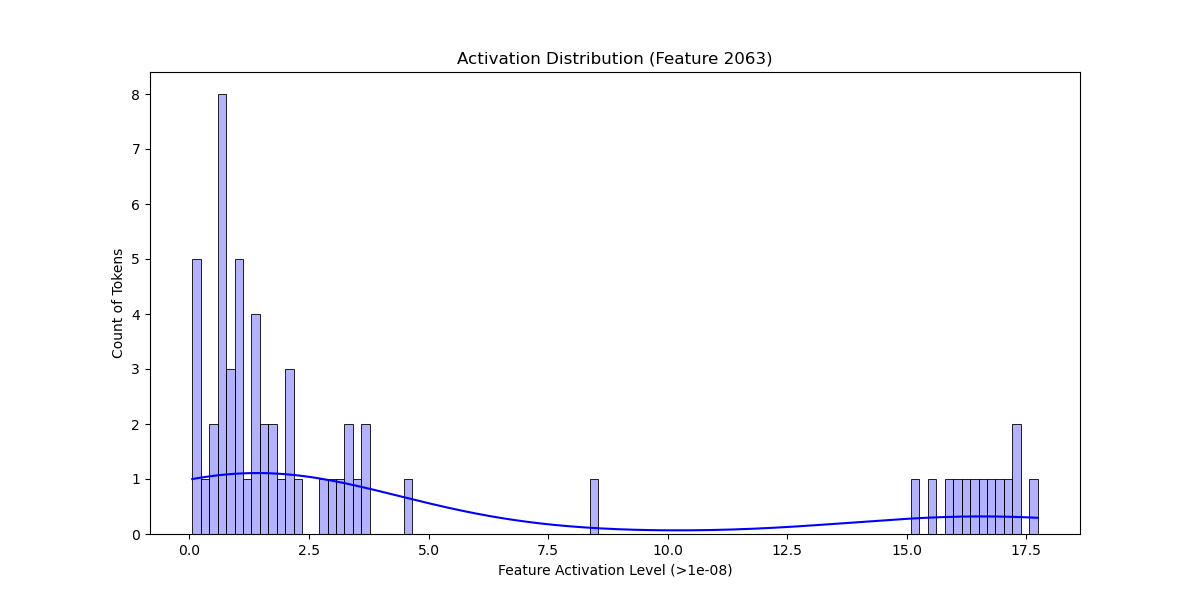 Activation Distribution (Feature 2063)
8
7
6
5
4
3
2
1
0
Count of Tokens
0.0 2.5 5.0 7.5 10.0 12.5 15.0 17.5
Feature Activation Level (>1e-08)